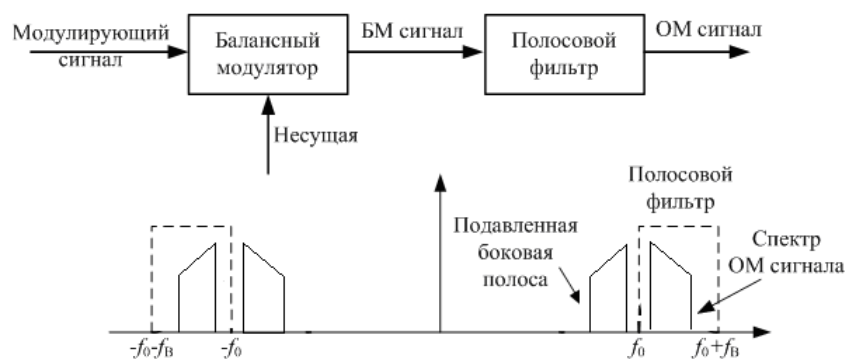 Модулирующий
сигнал
Балансный
модулятор
БМ сигнал
Полосовой
фильтр
ОМ сигнал
Несущая
Полосовой
фильтр
Подавленная
боковая
полоса
Спектр
ОМ сигнала
-f0-fB
-f0
f0
f0+fB